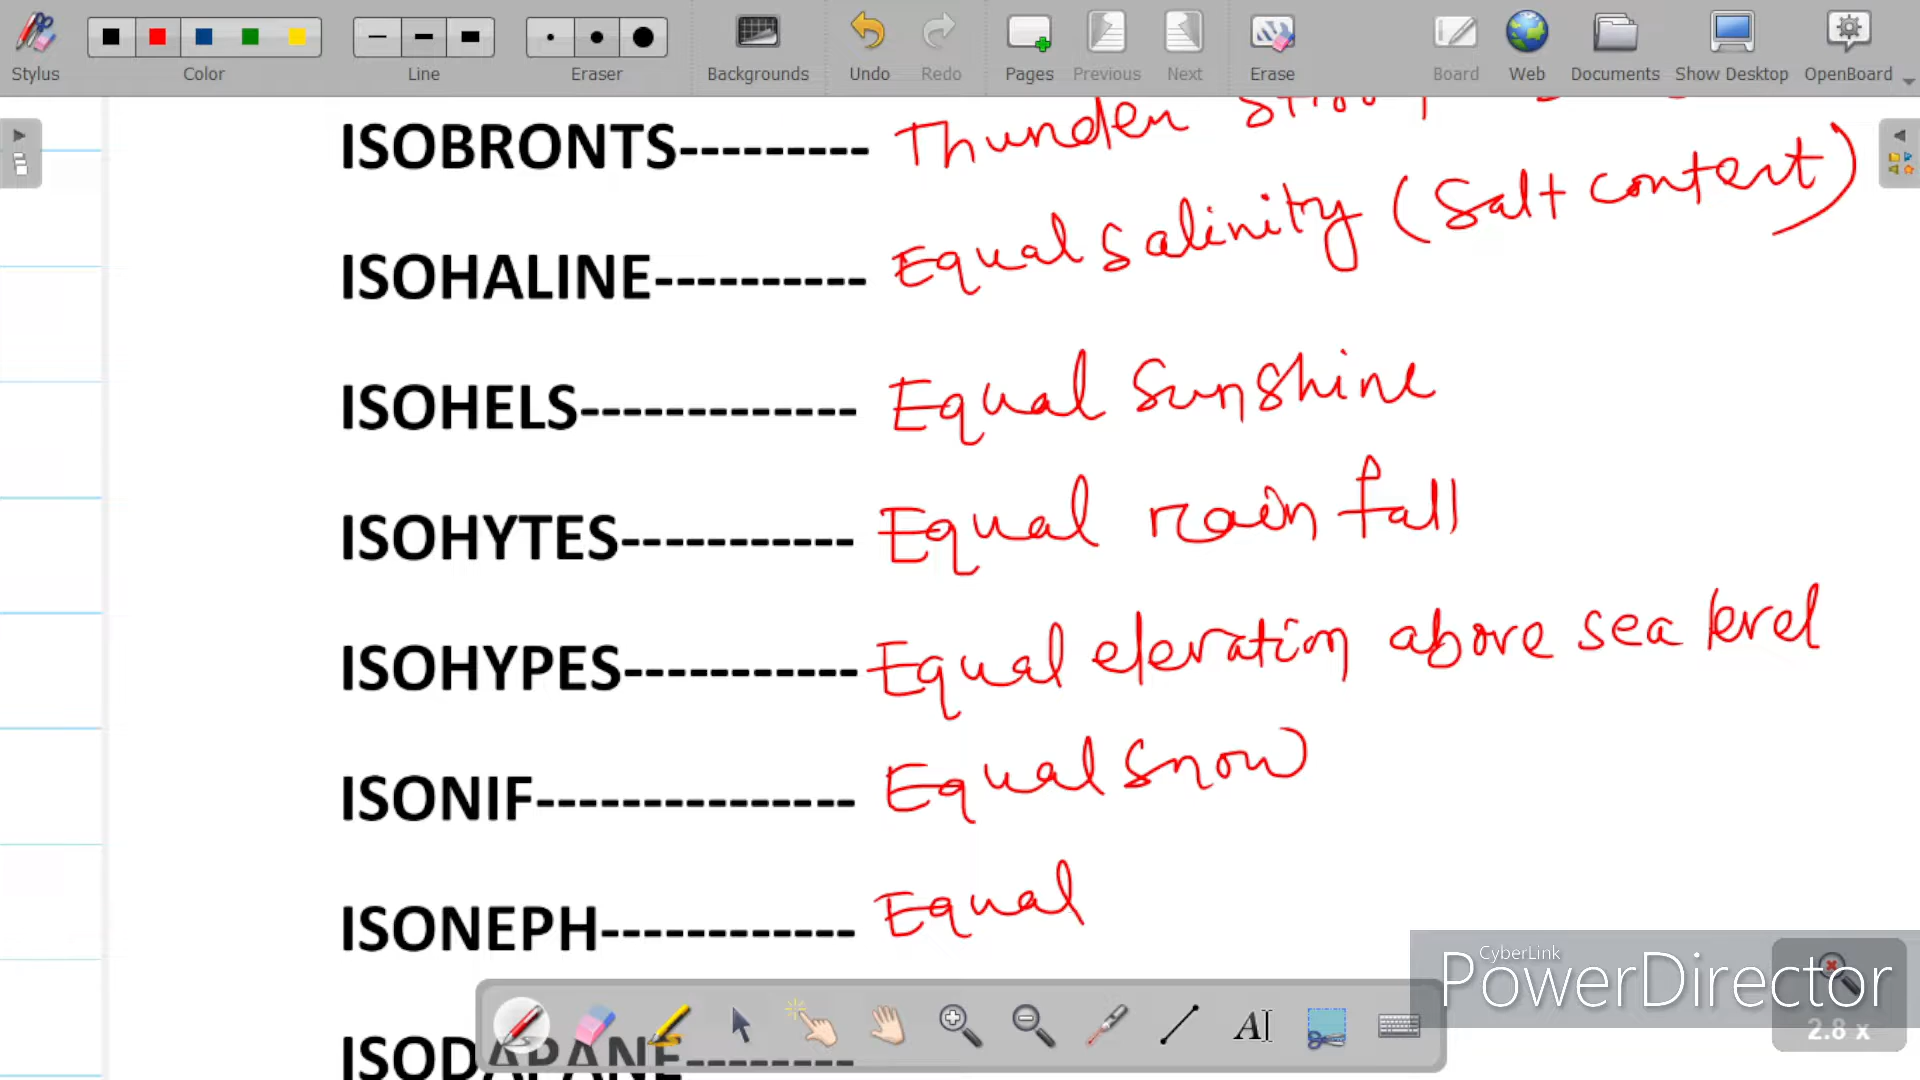 Stylus Color Line Eraser Backgrounds Undo Redo Pages Previous Next Erase Board Web Documents Show Desktop OpenBoard
ISOBRONTS--------- Thunder
ISOHALINE---------- Equal Salinity (Salt content)
ISOHELS------------- Equal Sunshine
ISOHYTES----------- Equal rain fall
ISOHYPES----------- Equal elevation above sea level
ISONIF--------------- Equal Snow
ISONEPH------------ Equal
CyberLink
PowerDirector
2.8 x
ISODAPANE--------